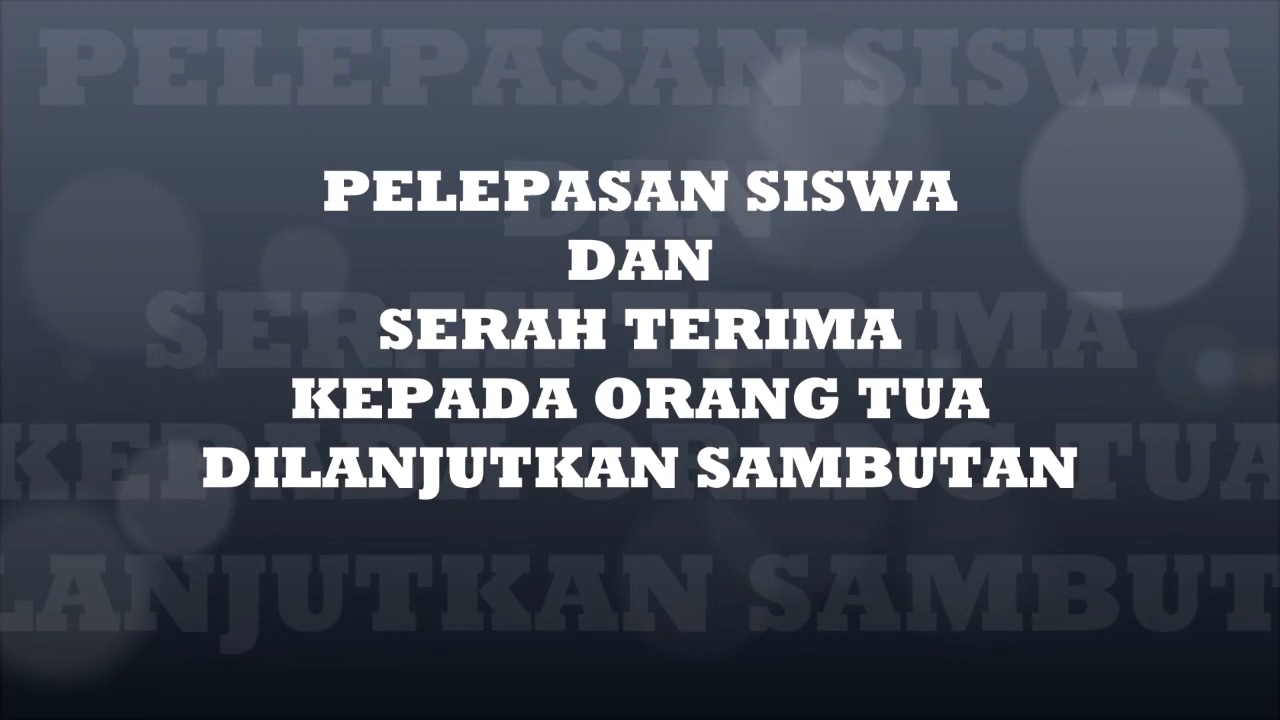 PELEPASAN SISWA
DAN
SERAH TERIMA
KEPADA ORANG TUA
DILANJUTKAN SAMBUTAN